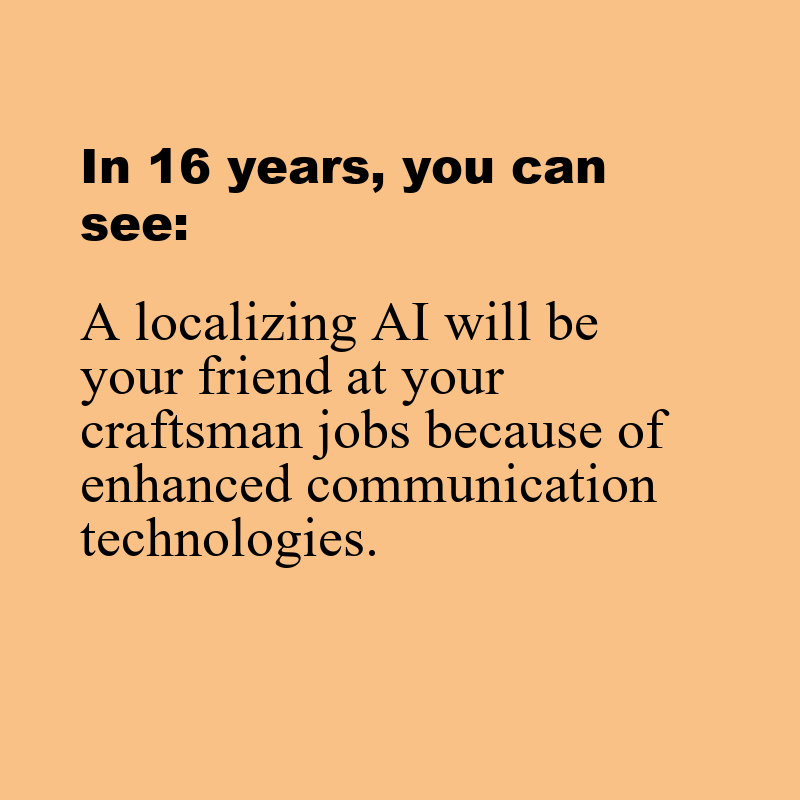 In 16 years, you can
see:
A localizing AI will be
your friend at your
craftsman jobs because of
enhanced communication
technologies.